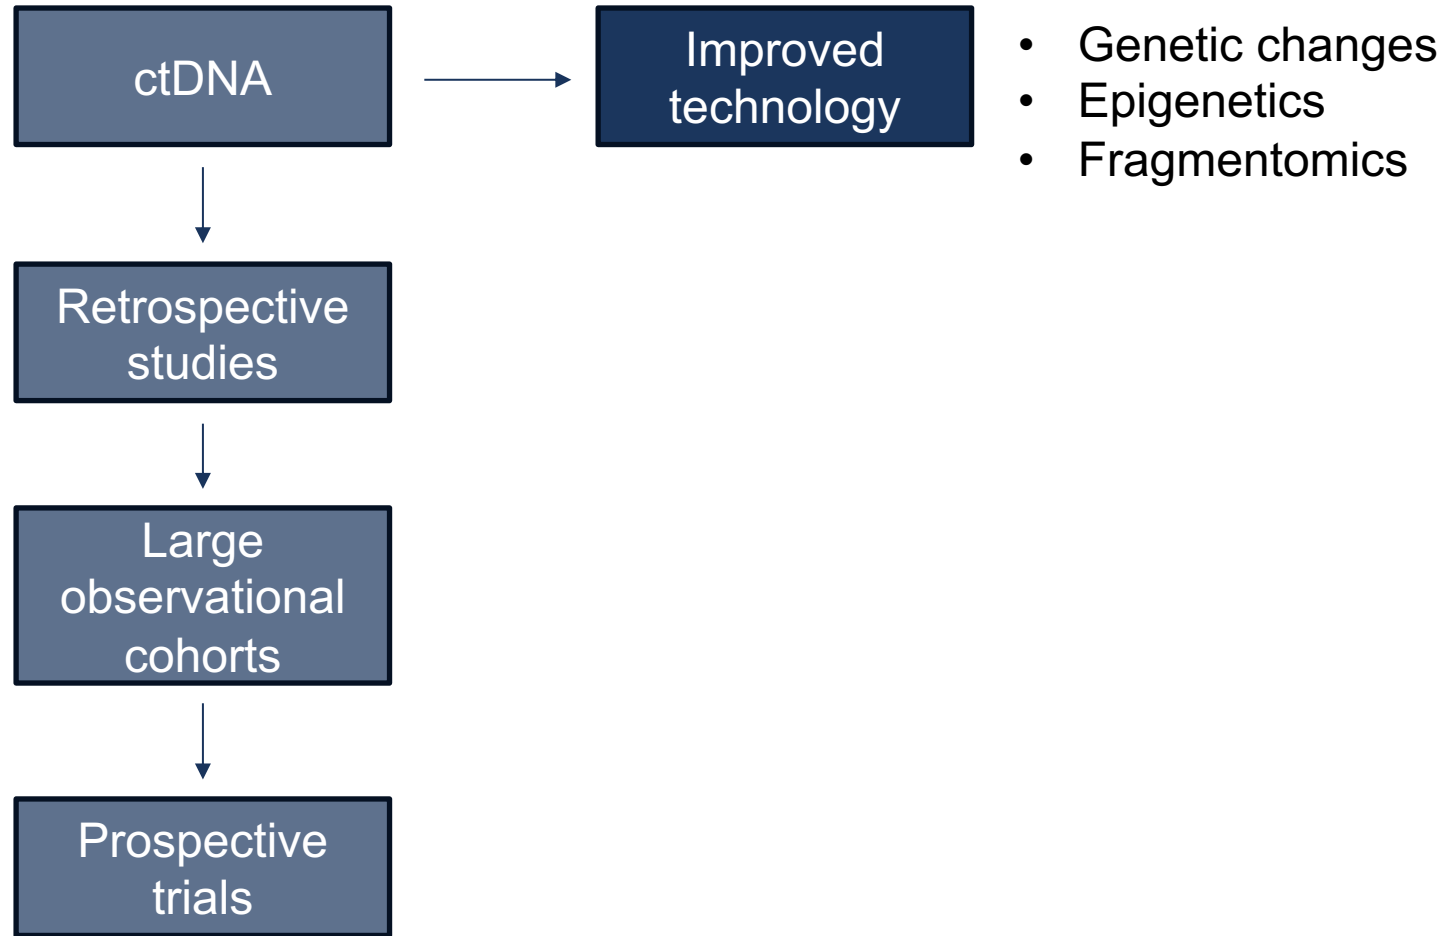 ctDNA
Improved
technology
• Genetic changes
• Epigenetics
• Fragmentomics
Retrospective
studies
Large
observational
cohorts
Prospective
trials